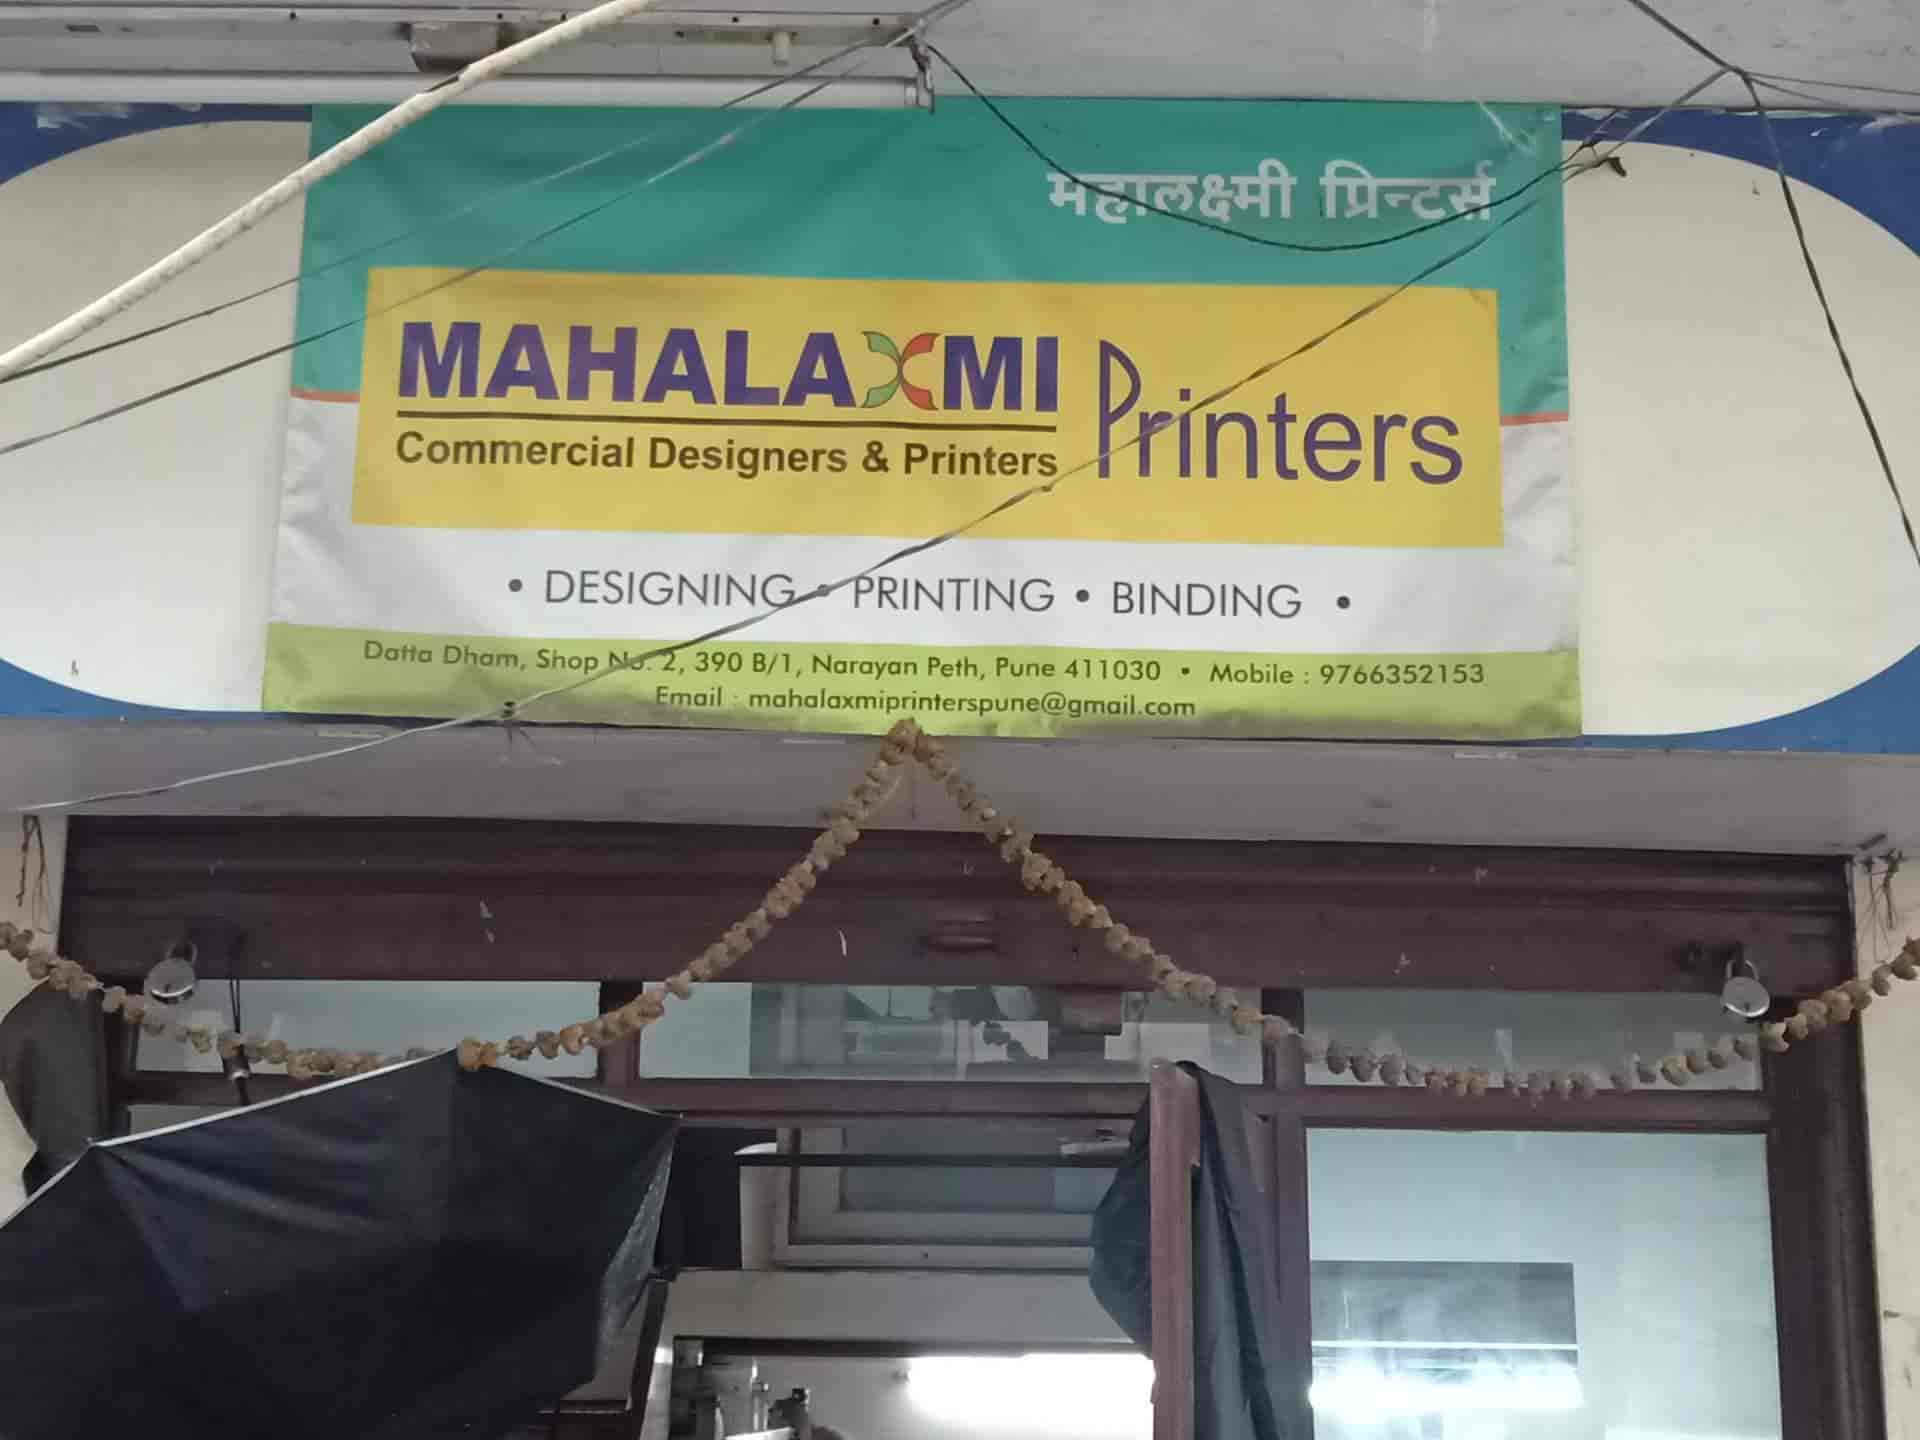 महालक्ष्मी प्रिन्टर्स
MAHALAXMI Printers
Commercial Designers & Printers
• DESIGNING • PRINTING • BINDING •
Datta Dham, Shop No. 2, 390 B/1, Narayan Peth, Pune 411030 • Mobile : 9766352153
Email : mahalaxmiprinterspune@gmail.com